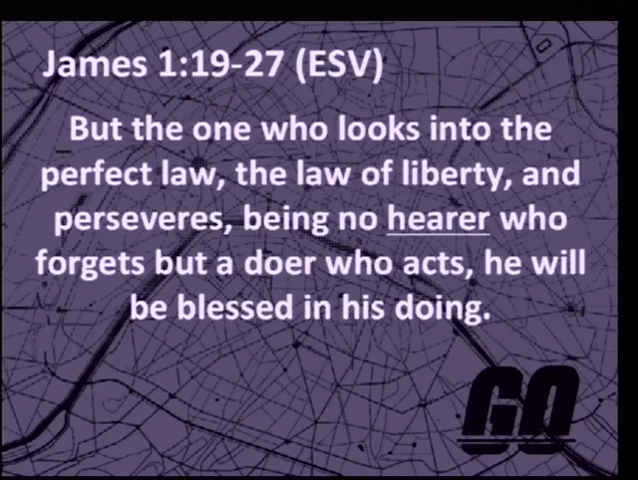 James 1:19-27 (ESV)
But the one who looks into the
perfect law, the law of liberty, and
perseveres, being no hearer who
forgets but a doer who acts, he will
be blessed in his doing.
GO